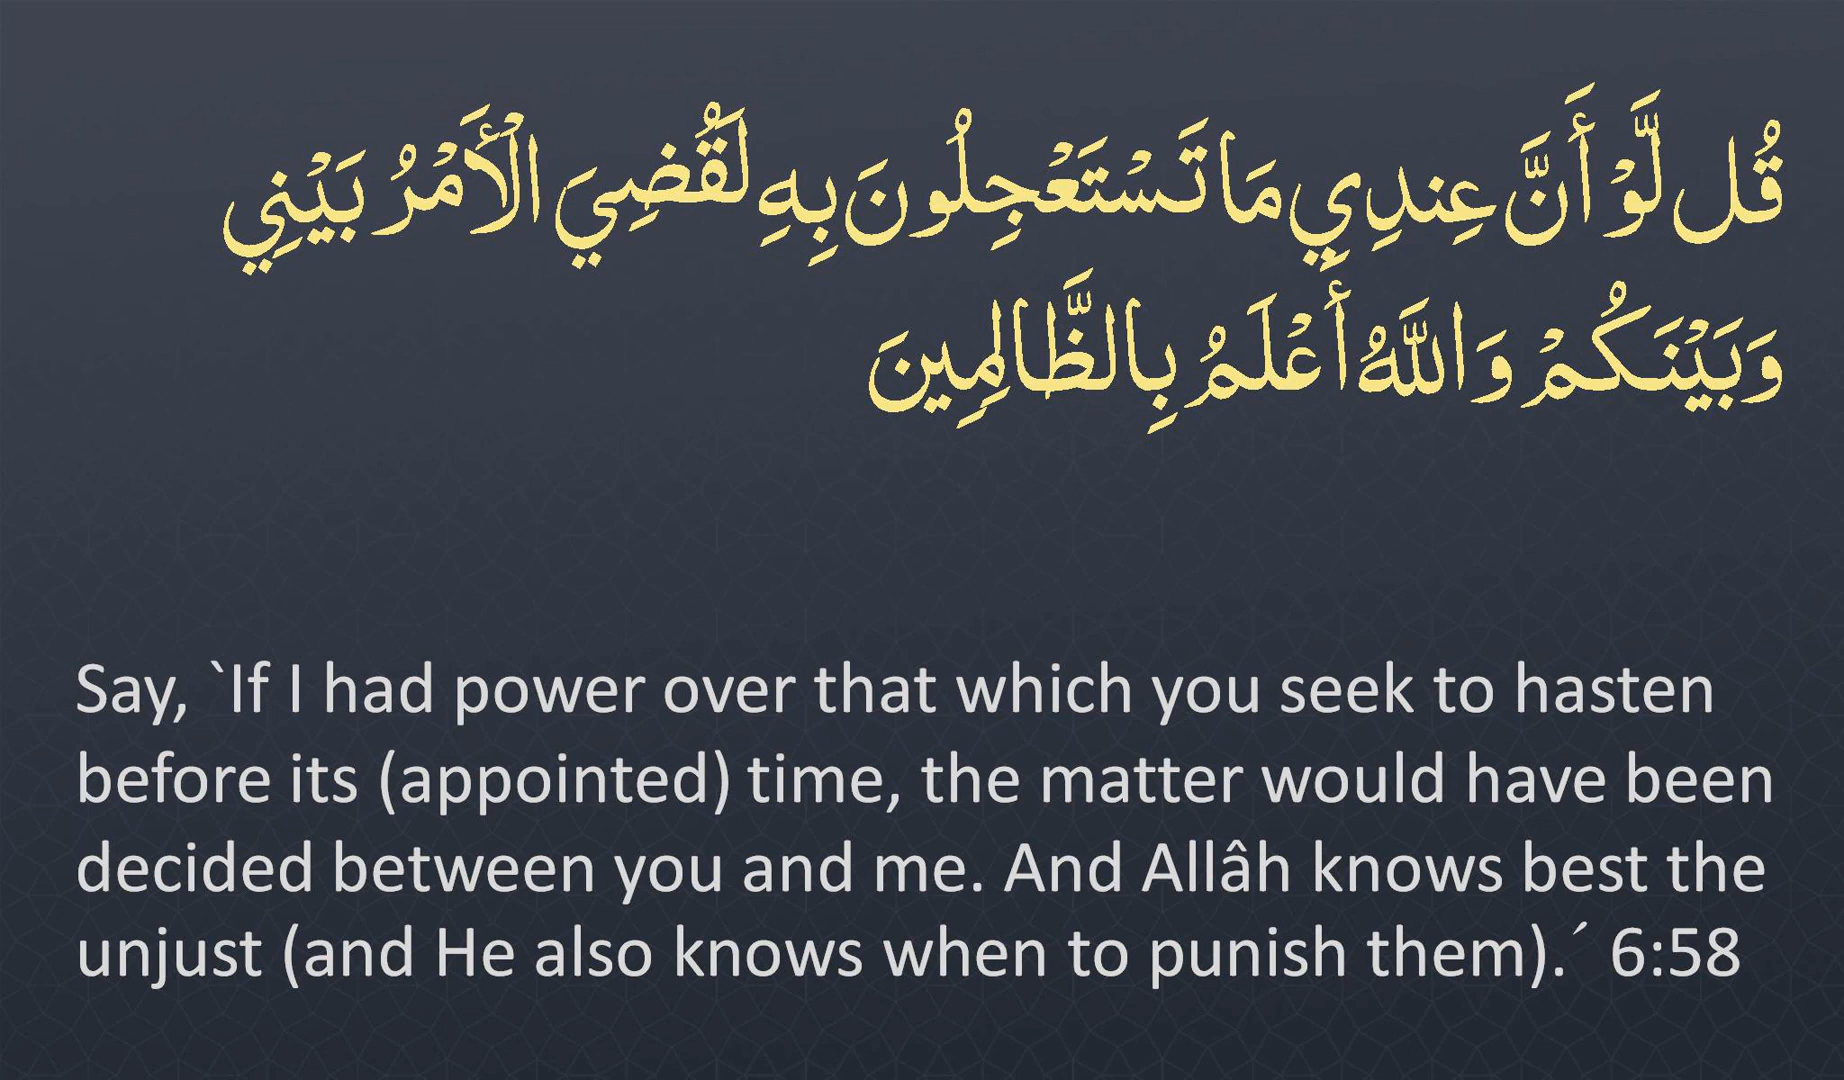 قُل لَّوْ أَنَّ عِندِي مَا تَسْتَعْجِلُونَ بِهِ لَقُضِيَ الْأَمْرُ بَيْنِي
وَبَيْنَكُمْ وَاللَّهُ أَعْلَمُ بِالظَّالِمِينَ
Say, `If I had power over that which you seek to hasten
before its (appointed) time, the matter would have been
decided between you and me. And Allâh knows best the
unjust (and He also knows when to punish them).´ 6:58